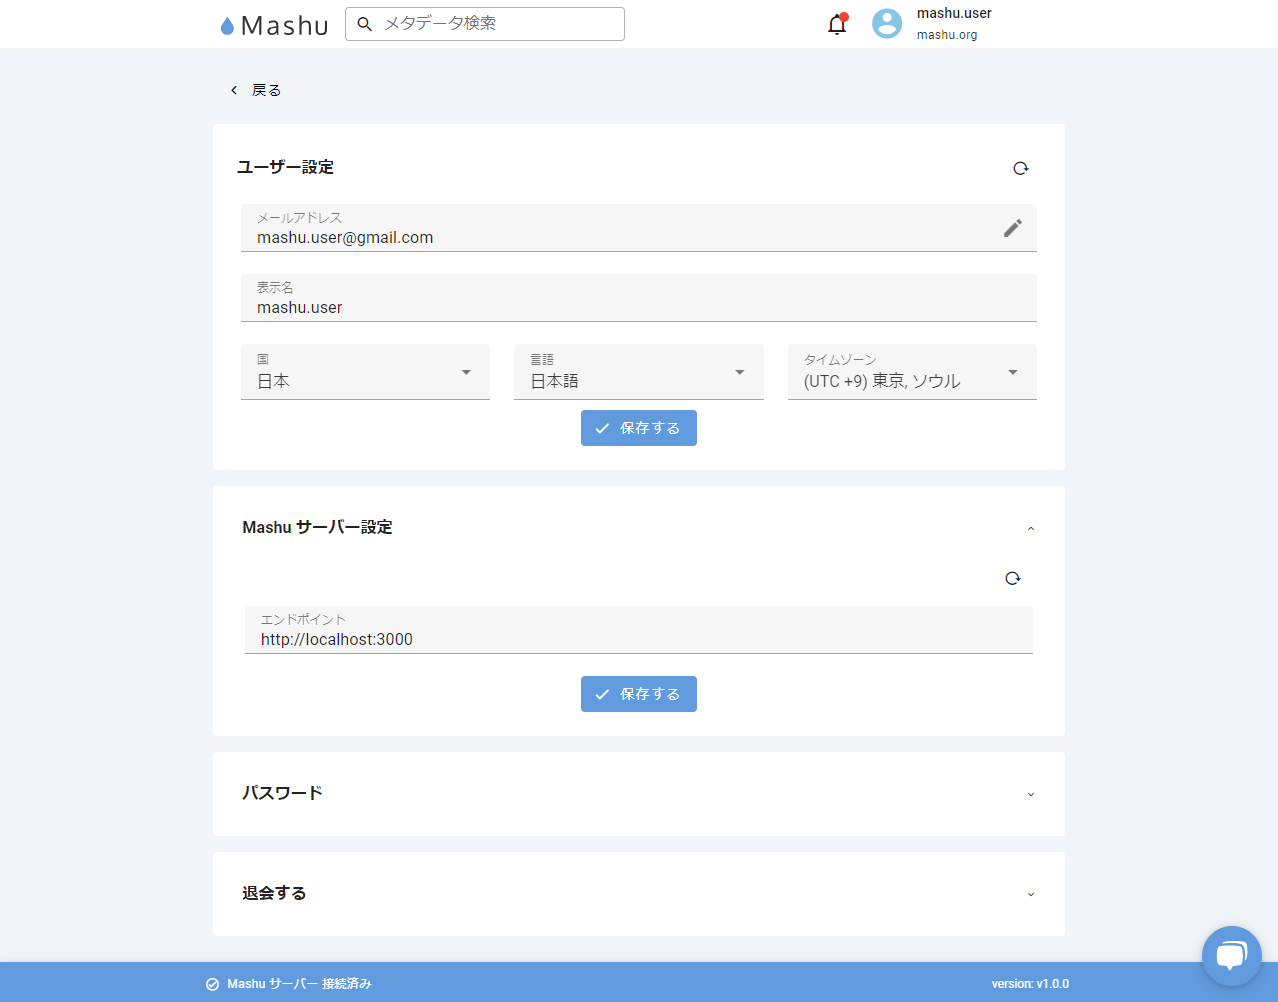 Mashu
メタデータ検索
mashu.user
mashu.org
戻る
ユーザー設定
メールアドレス
mashu.user@gmail.com
表示名
mashu.user
国
日本
言語
日本語
タイムゾーン
(UTC +9) 東京, ソウル
保存する
Mashu サーバー設定
エンドポイント
http://localhost:3000
保存する
パスワード
退会する
Mashu サーバー 接続済み
version: v1.0.0